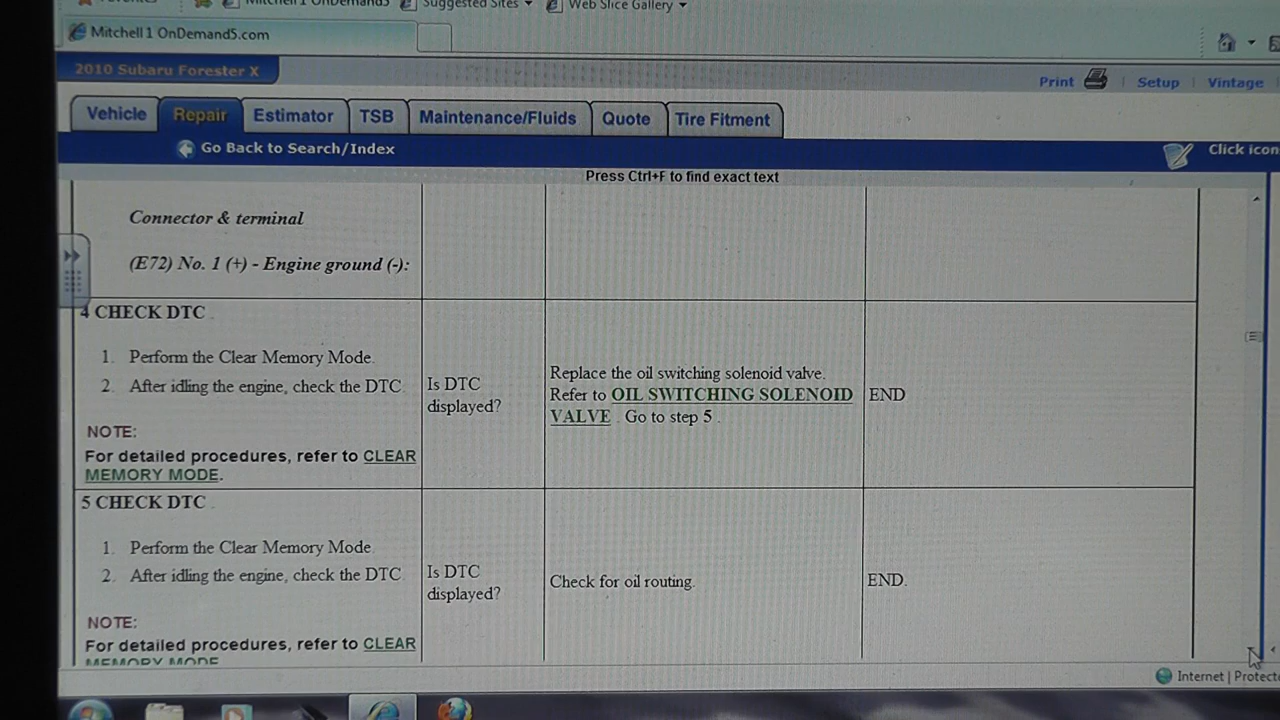 Mitchell1 OnDemand5
Suggested Sites
Web Slice Gallery
Mitchell 1 OnDemand5.com
2010 Subaru Forester X
Print
Setup
Vintage
Vehicle
Repair
Estimator
TSB
Maintenance/Fluids
Quote
Tire Fitment
Go Back to Search/Index
Click icon
Press Ctrl+F to find exact text
Connector & terminal
(E72) No. 1 (+) - Engine ground (-):
4 CHECK DTC .
1. Perform the Clear Memory Mode.
2. After idling the engine, check the DTC.
NOTE:
For detailed procedures, refer to CLEAR
MEMORY MODE.
Is DTC
displayed?
Replace the oil switching solenoid valve.
Refer to OIL SWITCHING SOLENOID
VALVE . Go to step 5 .
END
5 CHECK DTC .
1. Perform the Clear Memory Mode.
2. After idling the engine, check the DTC.
NOTE:
For detailed procedures, refer to CLEAR
MEMORY MODE
Is DTC
displayed?
Check for oil routing.
END.
Internet | Protecte